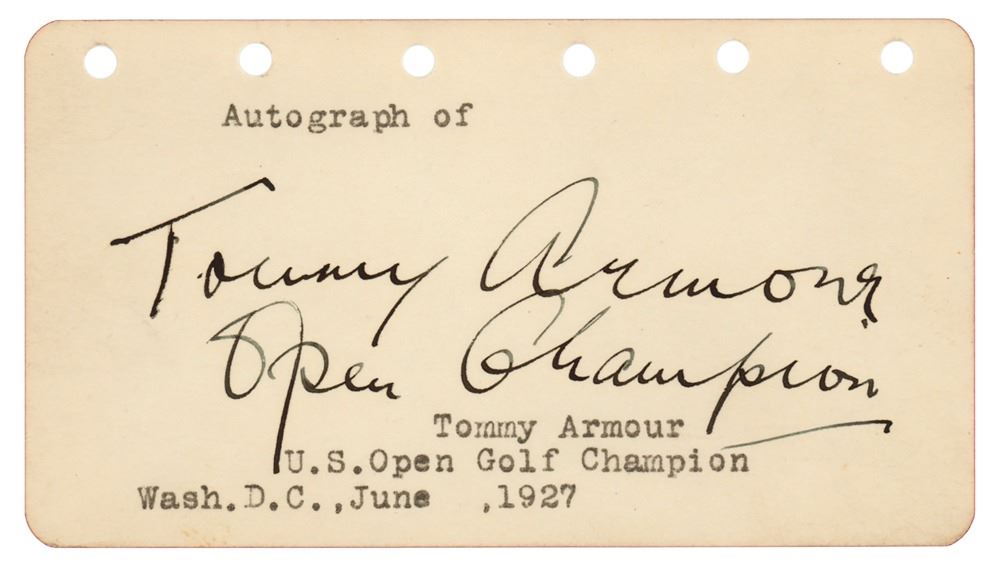 Autograph of
Tommy Armour
Open Champion
Tommy Armour
U.S.Open Golf Champion
Wash.D.C.,June ,1927